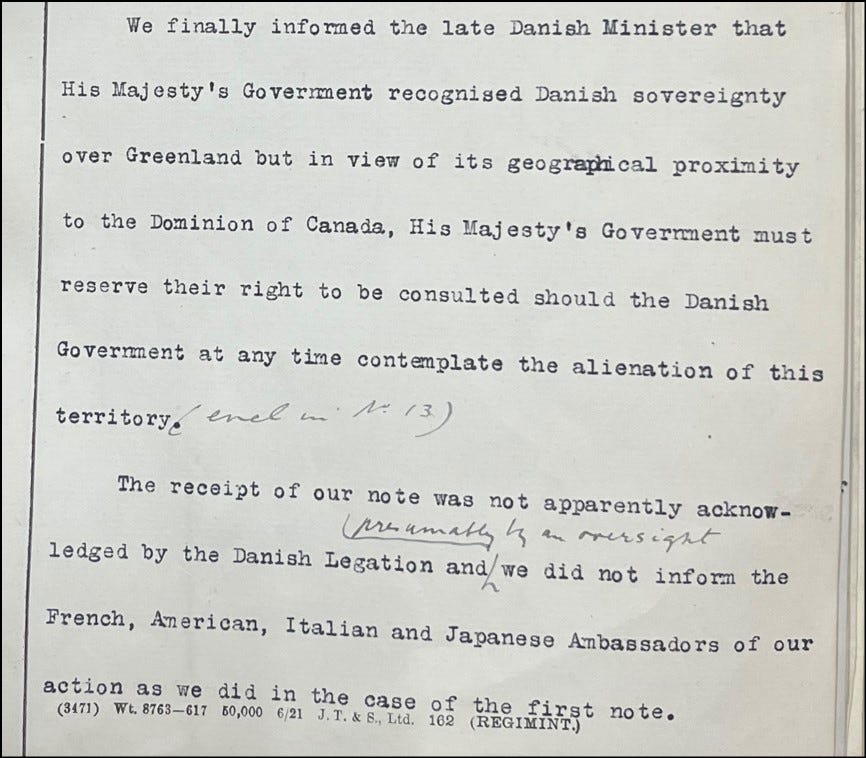 We finally informed the late Danish Minister that
His Majesty's Government recognised Danish sovereignty
over Greenland but in view of its geographical proximity
to the Dominion of Canada, His Majesty's Government must
reserve their right to be consulted should the Danish
Government at any time contemplate the alienation of this
territory. (encl in No 13)
The receipt of our note was not apparently acknow-
(presumably by an oversight
ledged by the Danish Legation and we did not inform the
French, American, Italian and Japanese Ambassadors of our
action as we did in the case of the first note.
(3471) Wt. 8763—617 50,000 6/21 J. T. & S., Ltd. 162 (REGIMINT.)